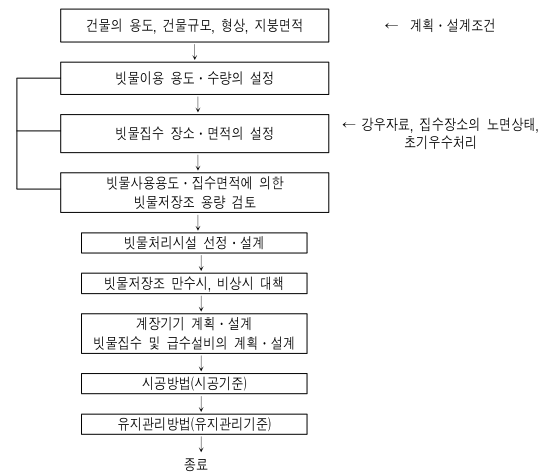 건물의 용도, 건물규모, 형상, 지붕면적
← 계획·설계조건
빗물이용 용도·수량의 설정
빗물집수 장소·면적의 설정
← 강우자료, 집수장소의 노면상태,
초기우수처리
빗물사용용도·집수면적에 의한
빗물저장조 용량 검토
빗물처리시설 선정·설계
빗물저장조 만수시, 비상시 대책
계장기기 계획·설계
빗물집수 및 급수설비의 계획·설계
시공방법(시공기준)
유지관리방법(유지관리기준)
종료